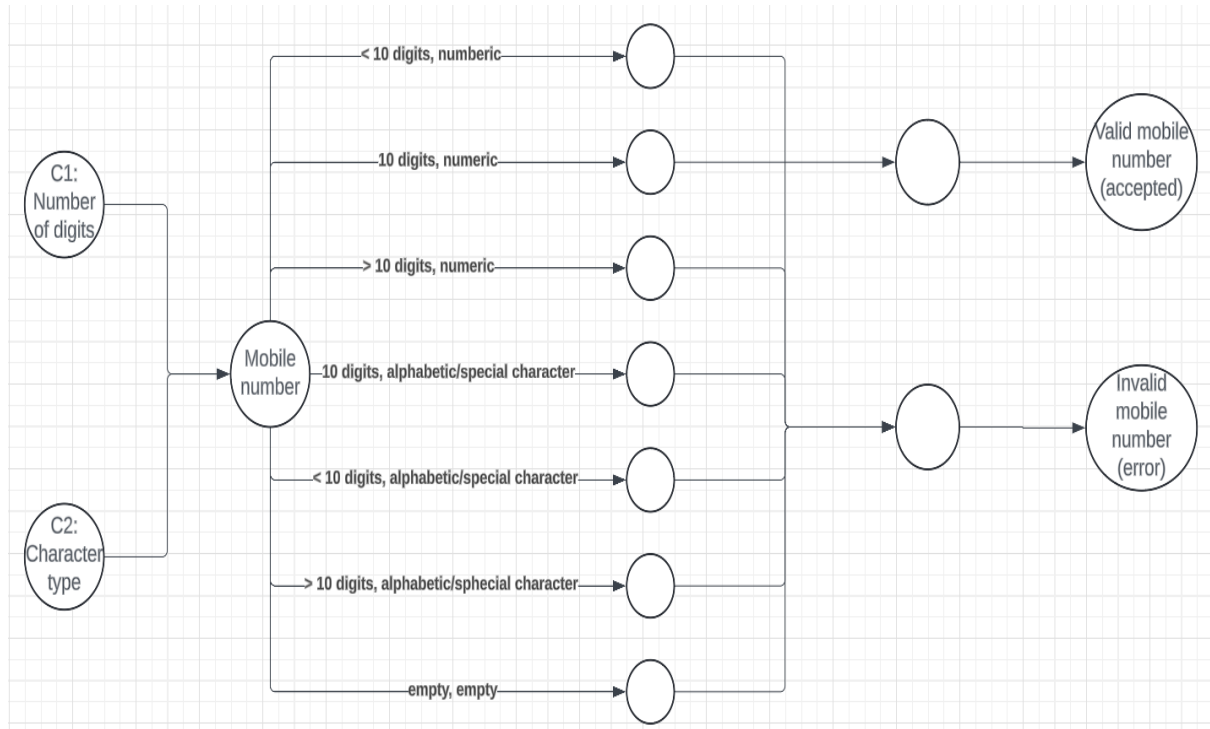 < 10 digits, numberic
10 digits, numeric
> 10 digits, numeric
10 digits, alphabetic/special character
< 10 digits, alphabetic/special character
> 10 digits, alphabetic/sphecial character
empty, empty
C1:
Number
of digits
C2:
Character
type
Mobile
number
Valid mobile
number
(accepted)
Invalid
mobile
number
(error)